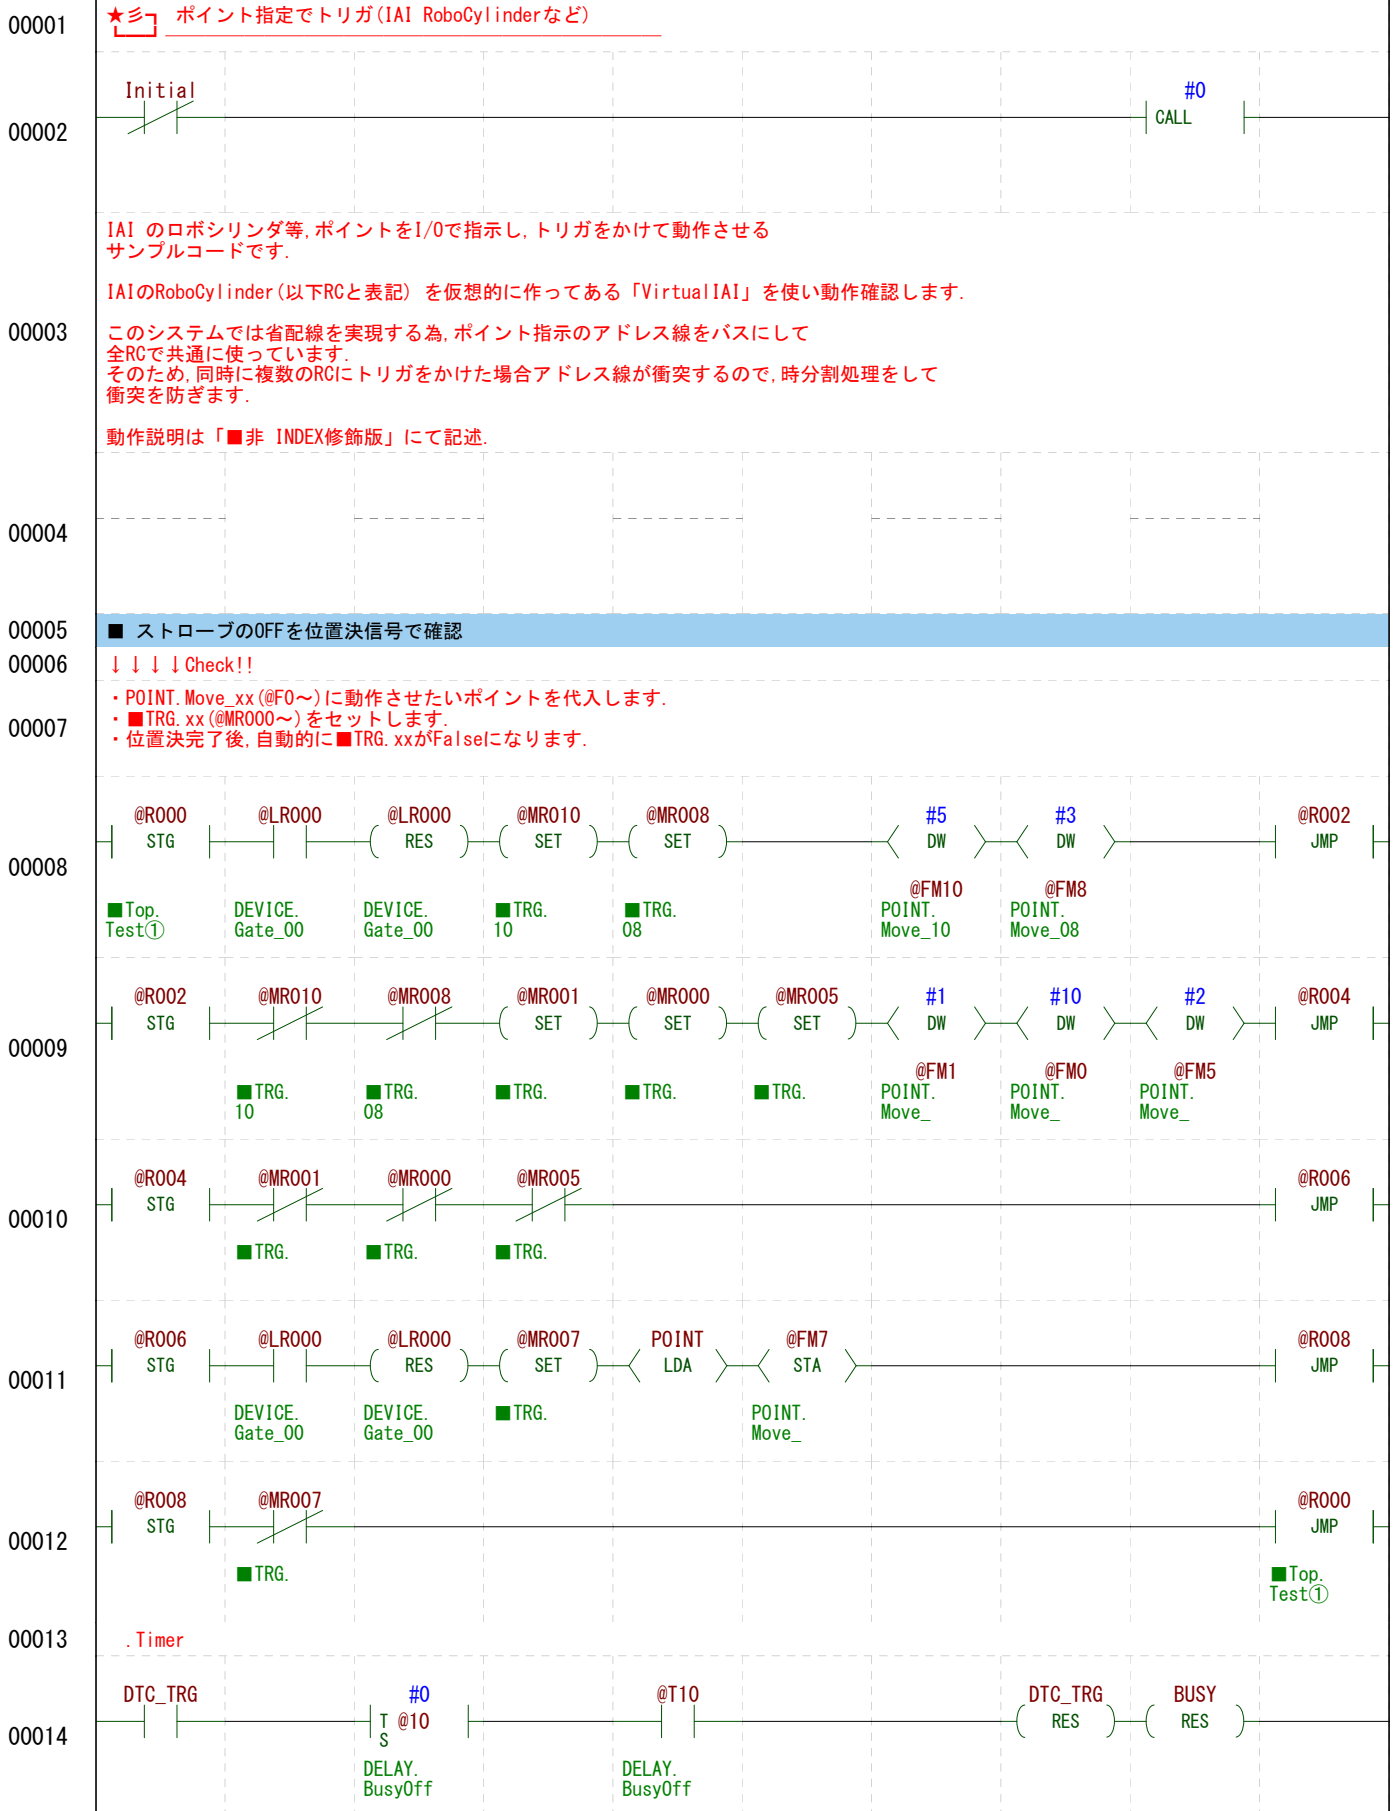 00001
★彡┓ ポイント指定でトリガ(IAI RoboCylinderなど)
Initial
#0
00002
CALL
IAI のロボシリンダ等,ポイントをI/Oで指示し,トリガをかけて動作させる
サンプルコードです.
IAIのRoboCylinder(以下RCと表記) を仮想的に作ってある「VirtualIAI」を使い動作確認します.
00003
このシステムでは省配線を実現する為,ポイント指示のアドレス線をバスにして
全RCで共通に使っています.
そのため,同時に複数のRCにトリガをかけた場合アドレス線が衝突するので,時分割処理をして
衝突を防ぎます.
動作説明は「■非 INDEX修飾版」にて記述.
00004
00005 ■ ストローブのOFFを位置決信号で確認
00006 ↓↓↓↓Check!!
・POINT.Move_xx(@F0～)に動作させたいポイントを代入します.
00007 ・■TRG.xx(@MR000～)をセットします.
・位置決完了後,自動的に■TRG.xxがFalseになります.
@R000 @LR000 @LR000 @MR010 @MR008 #5 #3 @R002
STG RES SET SET DW DW JMP
00008
@FM10 @FM8
■Top. DEVICE. DEVICE. ■TRG. ■TRG. POINT. POINT.
Test① Gate_00 Gate_00 10 08 Move_10 Move_08
@R002 @MR010 @MR008 @MR001 @MR000 @MR005 #1 #10 #2 @R004
STG SET SET SET DW DW DW JMP
00009
@FM1 @FM0 @FM5
■TRG. ■TRG. ■TRG. ■TRG. ■TRG. POINT. POINT. POINT.
10 08 Move_ Move_ Move_
@R004 @MR001 @MR000 @MR005 @R006
STG JMP
00010
■TRG. ■TRG. ■TRG.
@R006 @LR000 @LR000 @MR007 POINT @FM7 @R008
STG RES SET LDA STA JMP
00011
DEVICE. DEVICE. ■TRG. POINT.
Gate_00 Gate_00 Move_
@R008 @MR007 @R000
STG JMP
00012
■TRG. ■Top.
Test①
00013 .Timer
DTC_TRG #0 @T10 DTC_TRG BUSY
T @10 RES RES
00014
S
DELAY. DELAY.
BusyOff BusyOff